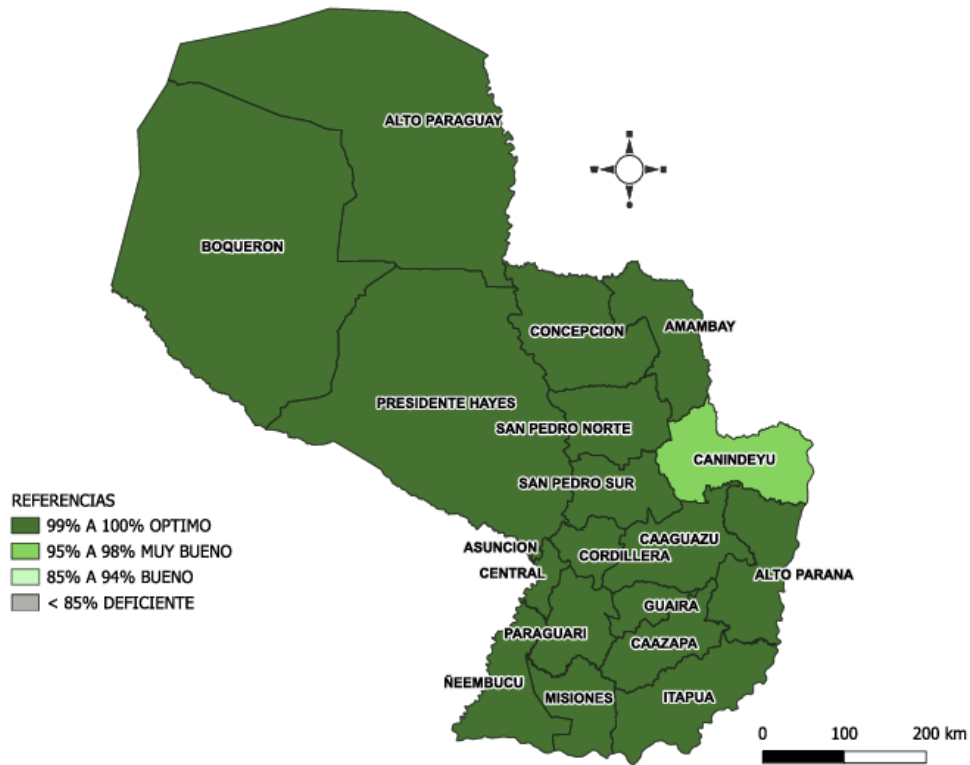 ALTO PARAGUAY
BOQUERON
CONCEPCION
AMAMBAY
PRESIDENTE HAYES
SAN PEDRO NORTE
CANINDEYU
SAN PEDRO SUR
REFERENCIAS
99% A 100% OPTIMO
95% A 98% MUY BUENO
85% A 94% BUENO
< 85% DEFICIENTE
ASUNCION
CAAGUAZU
CORDILLERA
CENTRAL
ALTO PARANA
GUAIRA
PARAGUARI
CAAZAPA
ÑEEMBUCU
MISIONES
ITAPUA
0 100 200 km